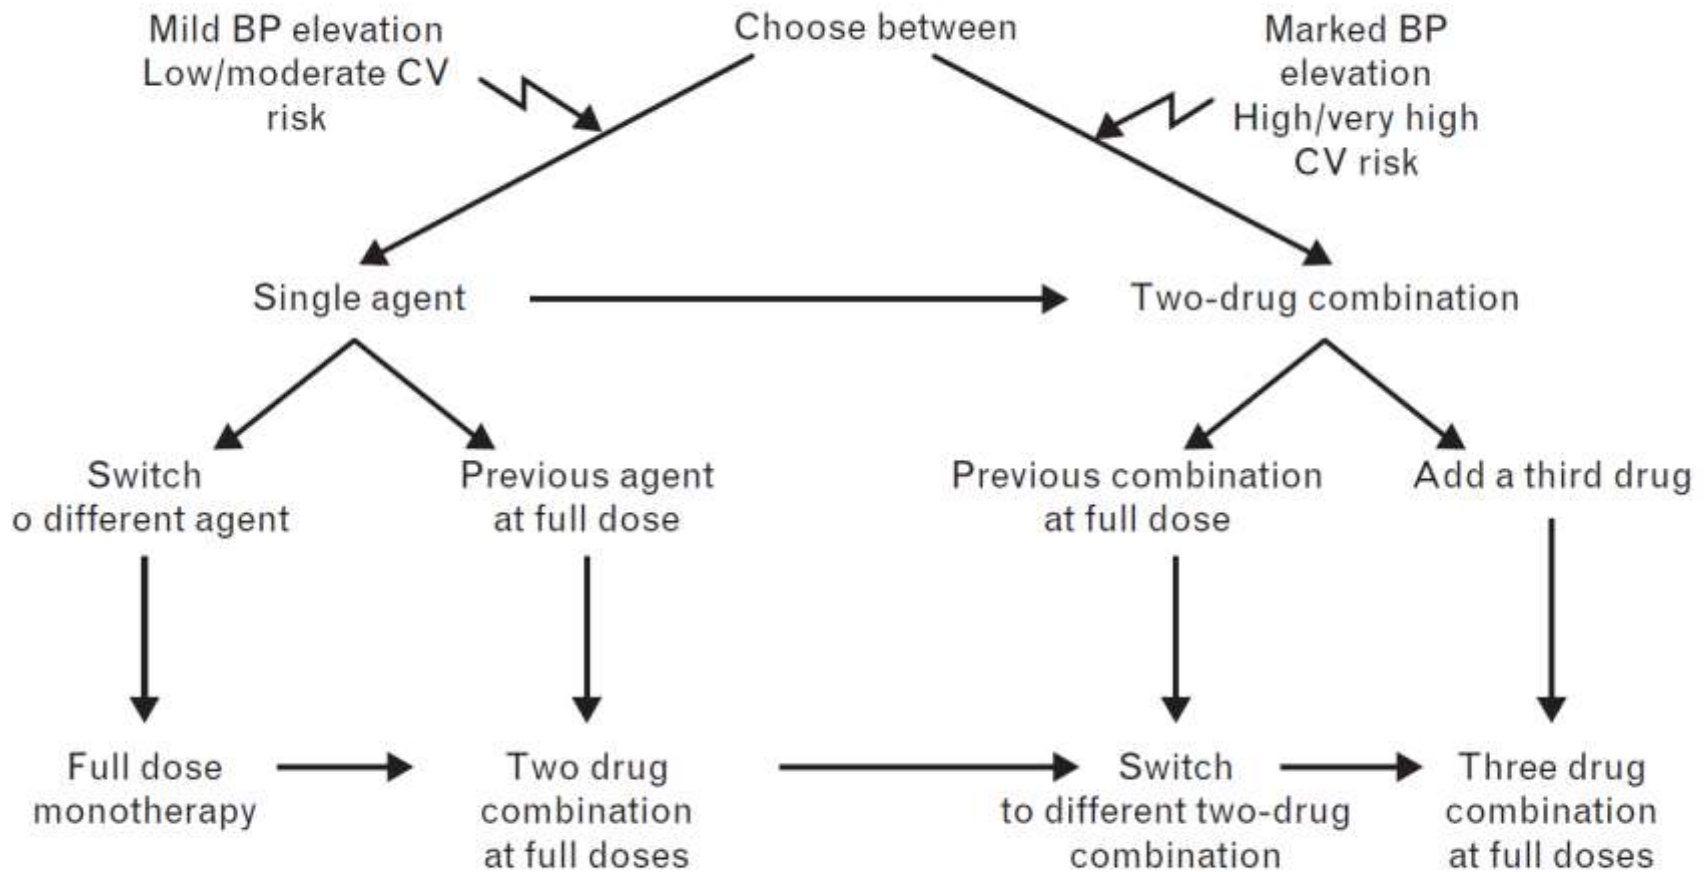 Mild BP elevation
Low/moderate CV
risk
Choose between
Marked BP
elevation
High/very high
CV risk
Single agent
Two-drug combination
Switch
o different agent
Previous agent
at full dose
Previous combination
at full dose
Add a third drug
Full dose
monotherapy
Two drug
combination
at full doses
Switch
to different two-drug
combination
Three drug
combination
at full doses